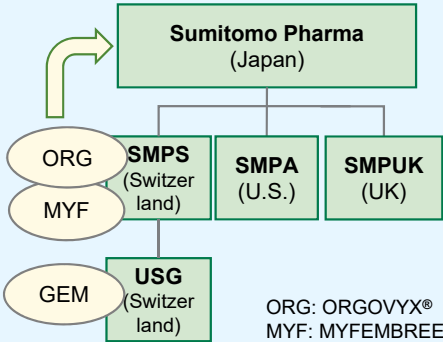 Sumitomo Pharma
(Japan)
ORG
MYF
SMPS
(Switzer
land)
SMPA
(U.S.)
SMPUK
(UK)
GEM
USG
(Switzer
land)
ORG: ORGOVYX®
MYF: MYFEMBREE